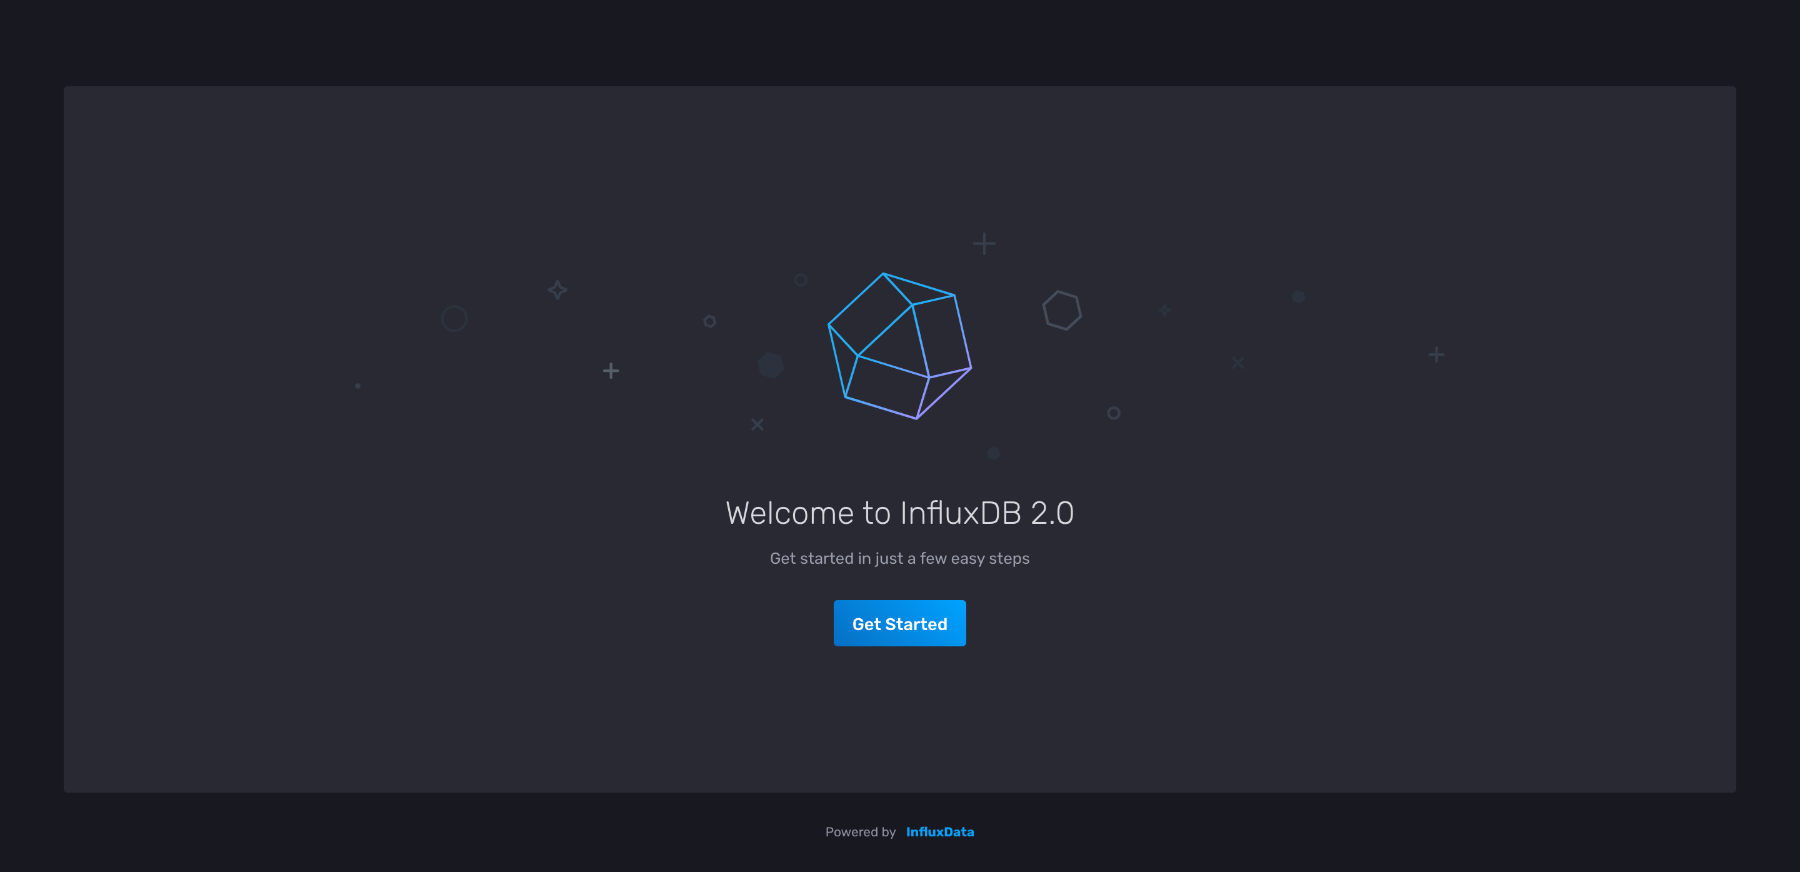 Welcome to InfluxDB 2.0
Get started in just a few easy steps
Get Started
Powered by InfluxData